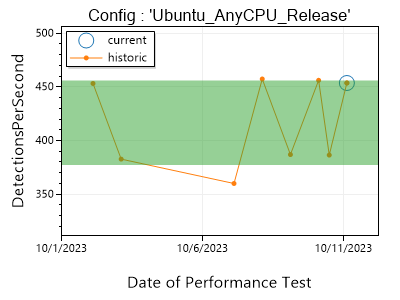 Config : 'Ubuntu_AnyCPU_Release'
current
historic
500
450
400
350
DetectionsPerSecond
10/1/2023
10/6/2023
10/11/2023
Date of Performance Test